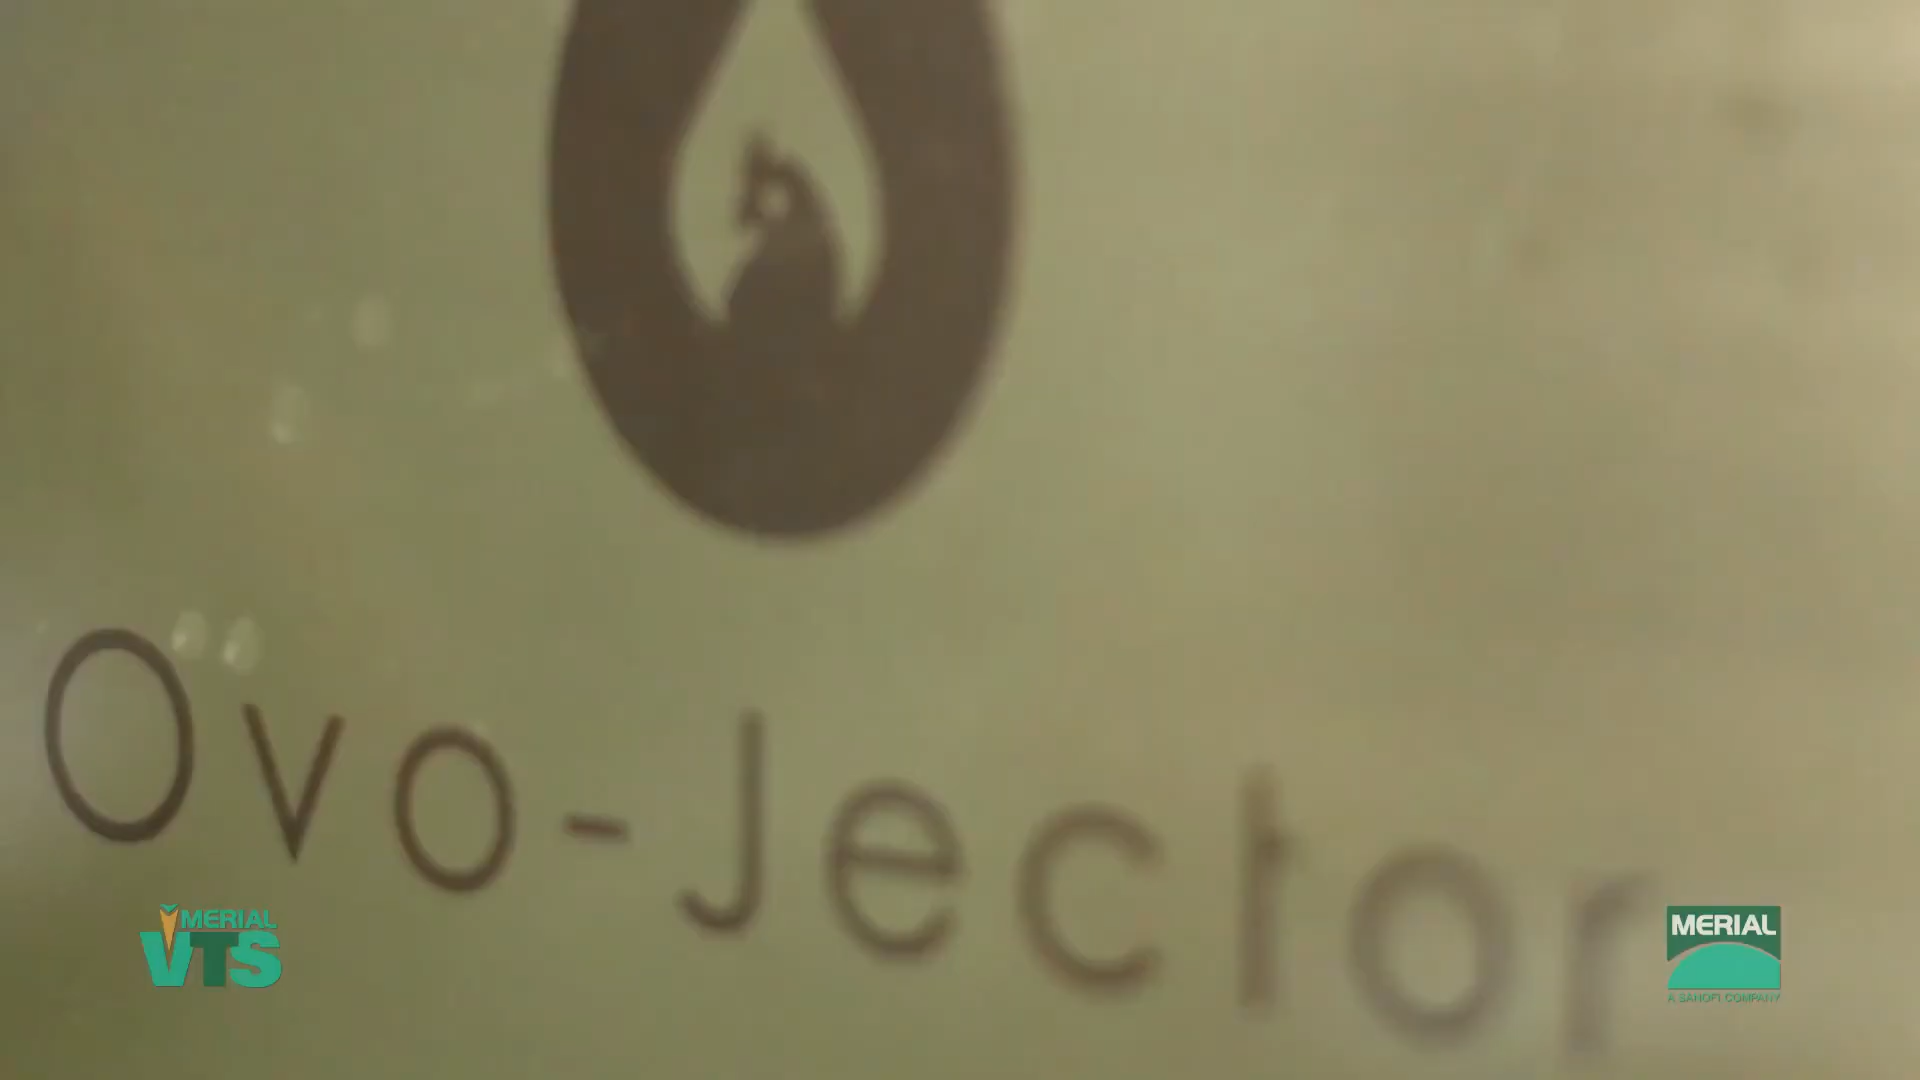 Ovo-Jector
MERIAL
VTS
MERIAL
A SANOFI COMPANY